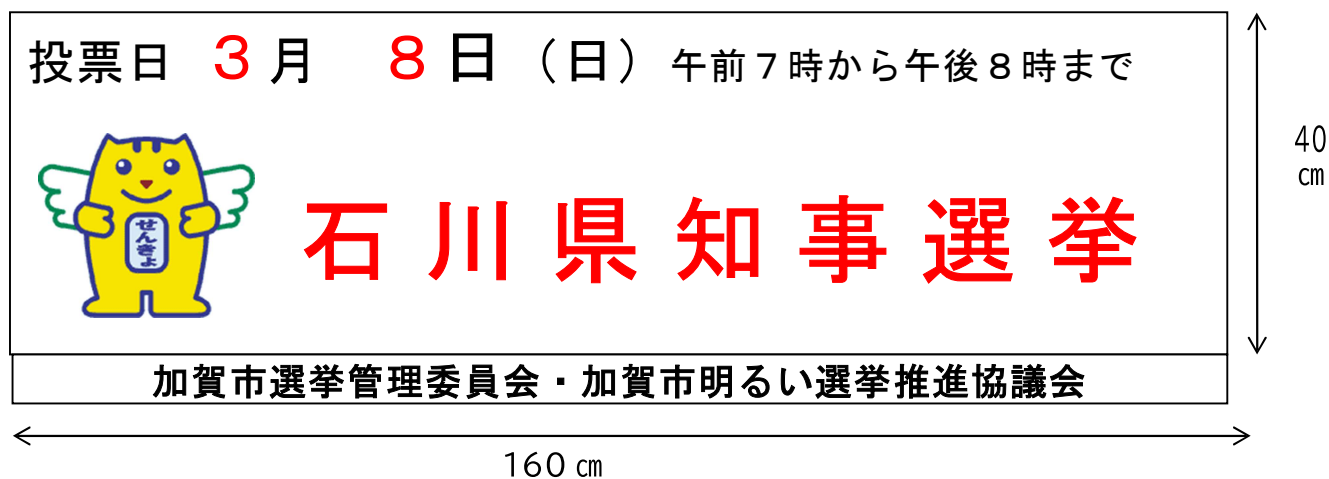 投票日 ３月 ８日（日）午前７時から午後８時まで
せんきょ
石川県知事選挙
加賀市選挙管理委員会・加賀市明るい選挙推進協議会
40
㎝
160㎝